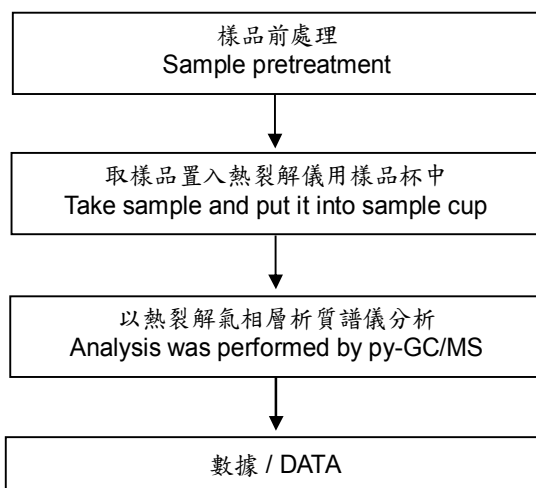 樣品前處理
Sample pretreatment
取樣品置入熱裂解儀用樣品杯中
Take sample and put it into sample cup
以熱裂解氣相層析質譜儀分析
Analysis was performed by py-GC/MS
數據 / DATA